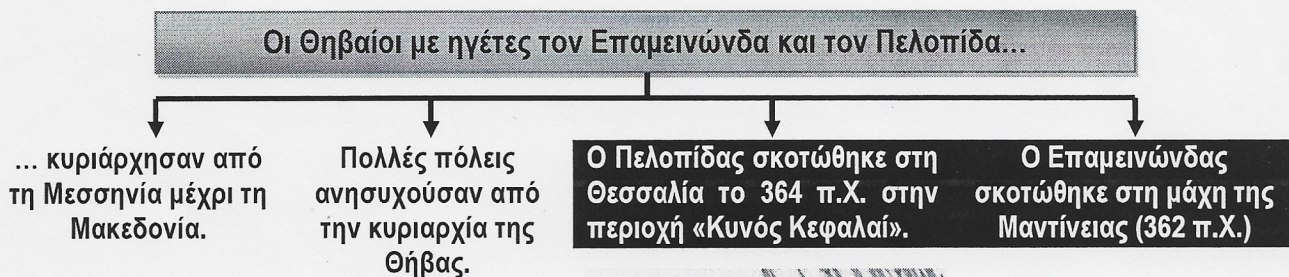 Οι Θηβαίοι με ηγέτες τον Επαμεινώνδα και τον Πελοπίδα...
... κυριάρχησαν από
τη Μεσσηνία μέχρι τη
Μακεδονία.
Πολλές πόλεις
ανησυχούσαν από
την κυριαρχία της
Θήβας.
Ο Πελοπίδας σκοτώθηκε στη
Θεσσαλία το 364 π.Χ. στην
περιοχή «Κυνός Κεφαλαί».
Ο Επαμεινώνδας
σκοτώθηκε στη μάχη της
Μαντίνειας (362 π.Χ.)